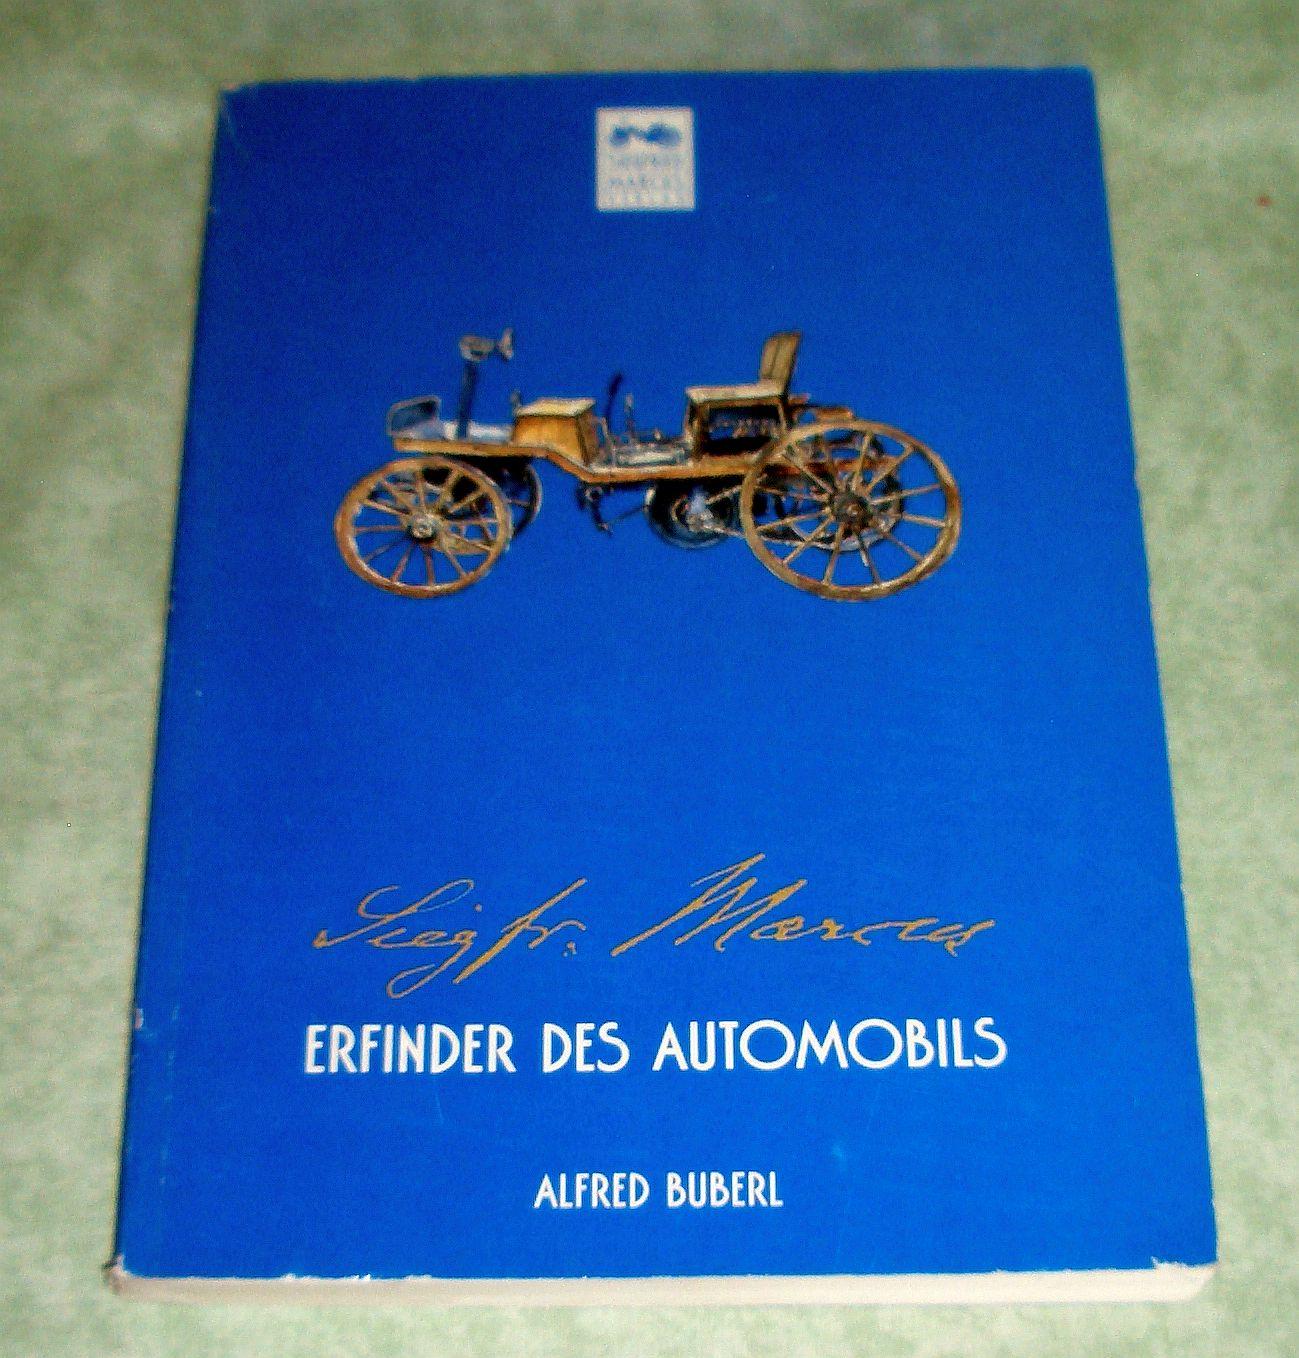 Siegfr. Marcus
ERFINDER DES AUTOMOBILS
ALFRED BUBERL